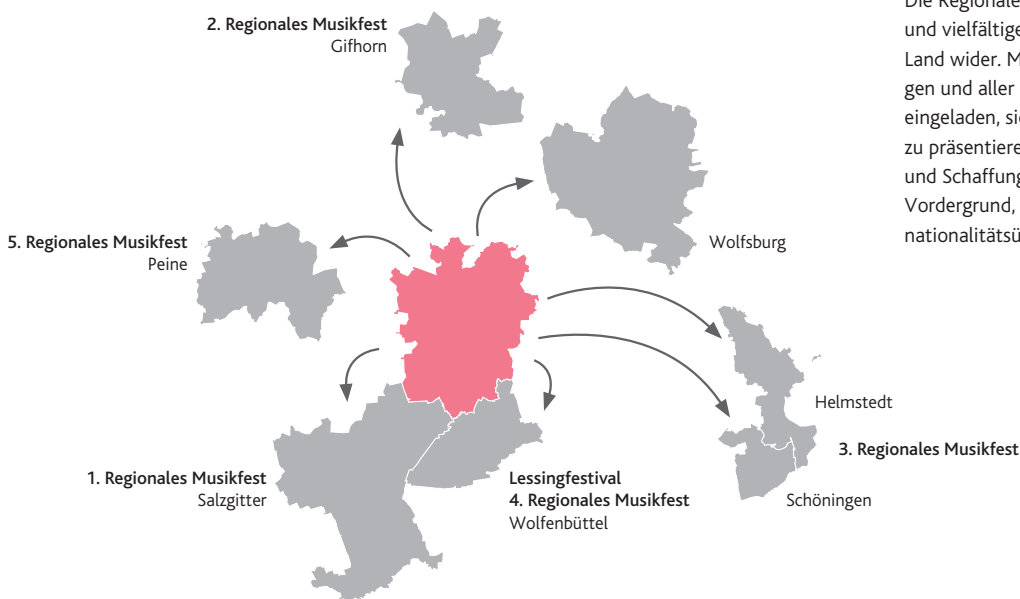 2. Regionales Musikfest
Gifhorn
5. Regionales Musikfest
Peine
Wolfsburg
Helmstedt
3. Regionales Musikfest
Schöningen
1. Regionales Musikfest
Salzgitter
Lessingfestival
4. Regionales Musikfest
Wolfenbüttel
Die Regionale
und vielfältige
Land wider. M
gen und aller
eingeladen, sic
zu präsentiere
und Schaffung
Vordergrund,
nationalitätsü